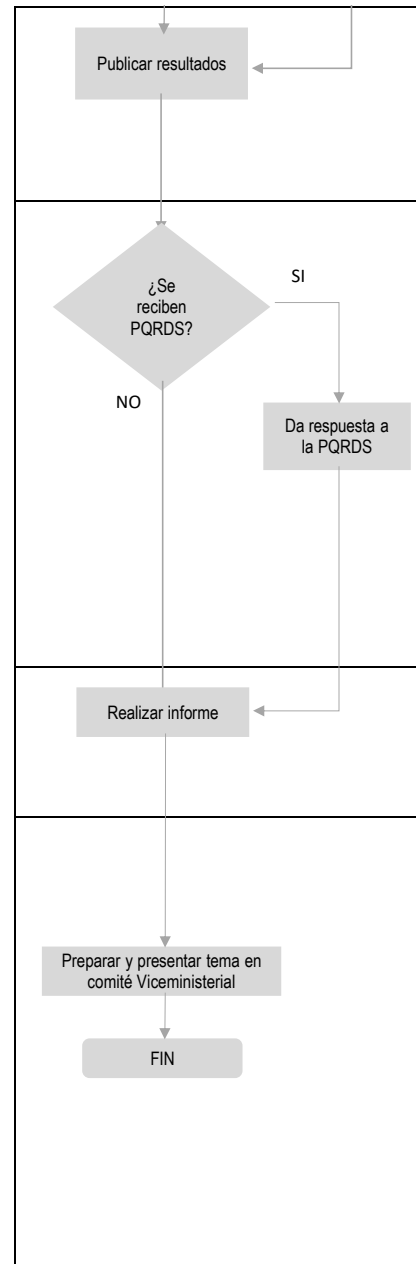 Publicar resultados
¿Se
reciben
PQRDS?
SI
NO
Da respuesta a
la PQRDS
Realizar informe
Preparar y presentar tema en
comité Viceministerial
FIN